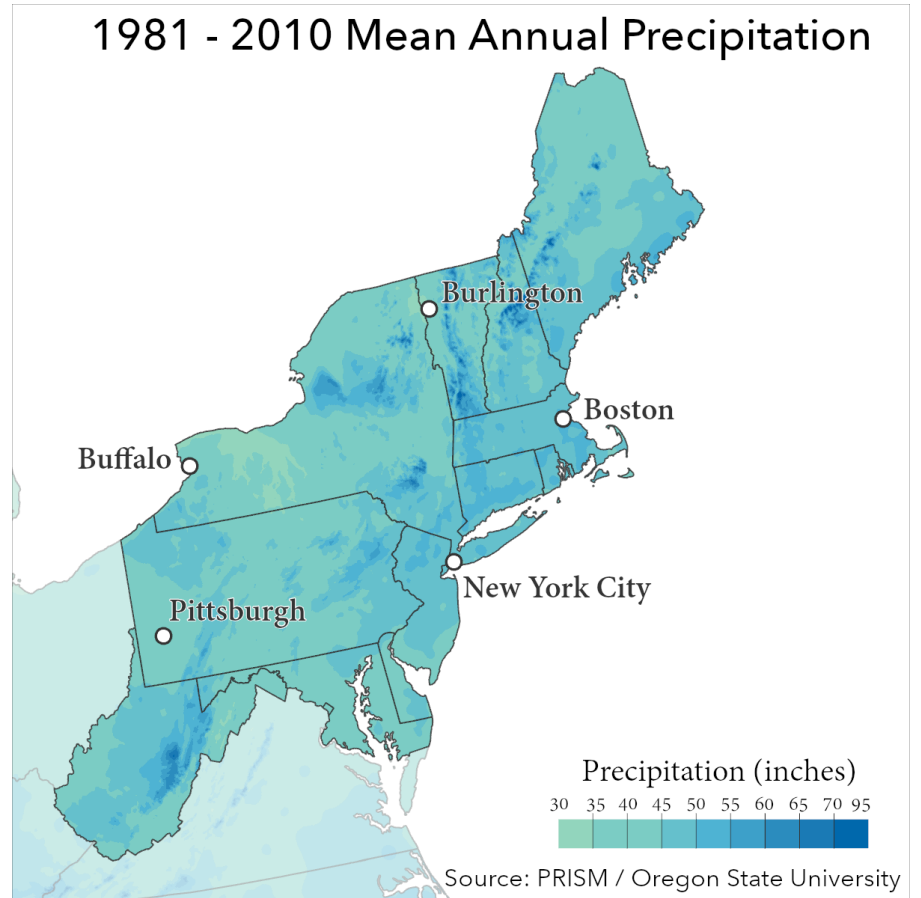 1981 - 2010 Mean Annual Precipitation
Burlington
Boston
Buffalo
New York City
Pittsburgh
Precipitation (inches)
30 35 40 45 50 55 60 65 70 95
Source: PRISM / Oregon State University